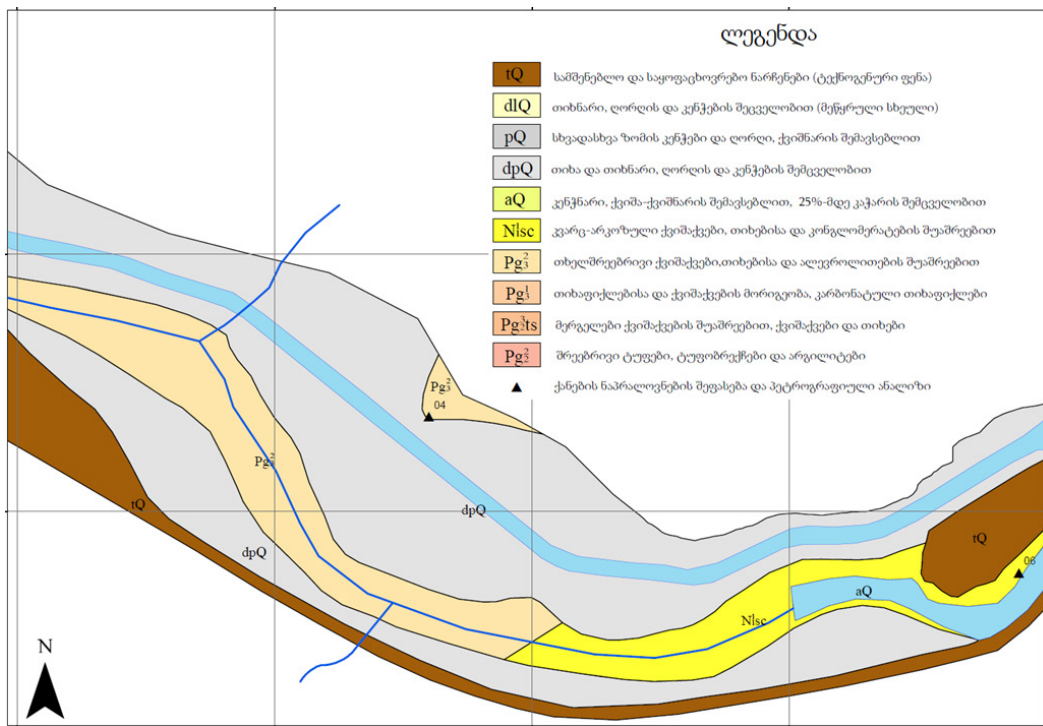 ლეგენდა
tQ სამშენებლო და საყოფაცხოვრებო ნარჩენები (ტექნოგენური ფენა)
dlQ თიხნარი, ღორღის და კენჭების შეცველობით (მეწყრული სხეული)
pQ სხვადასხვა ზომის კენჭები და ღორღი, ქვიშნარის შემავსებლით
dpQ თიხა და თიხნარი, ღორღის და კენჭების შემცველობით
aQ კენჭნარი, ქვიშა-ქვიშნარის შემავსებლით, 25%-მდე კაჭარის შემცველობით
N₁sc კვარც-არკოზული ქვიშაქვები, თიხებისა და კონგლომერატების შუაშრეებით
Pg₃² თხელშრეებრივი ქვიშაქვები,თიხებისა და ალევროლითების შუაშრეებით
Pg₃¹ თიხაფიქლებისა და ქვიშაქვების მორიგეობა, კარბონატული თიხაფიქლები
Pg₂³ts მერგელები ქვიშაქვების შუაშრეებით, ქვიშაქვები და თიხები
Pg₂² შრეებრივი ტუფები, ტუფობრექჩები და არგილიტები
ქანების ნაპრალოვნების შეფასება და პეტროგრაფიული ანალიზი
Pg₃²
04
Pg₃²
tQ
dpQ
dpQ
tQ
06
aQ
N₁sc
N